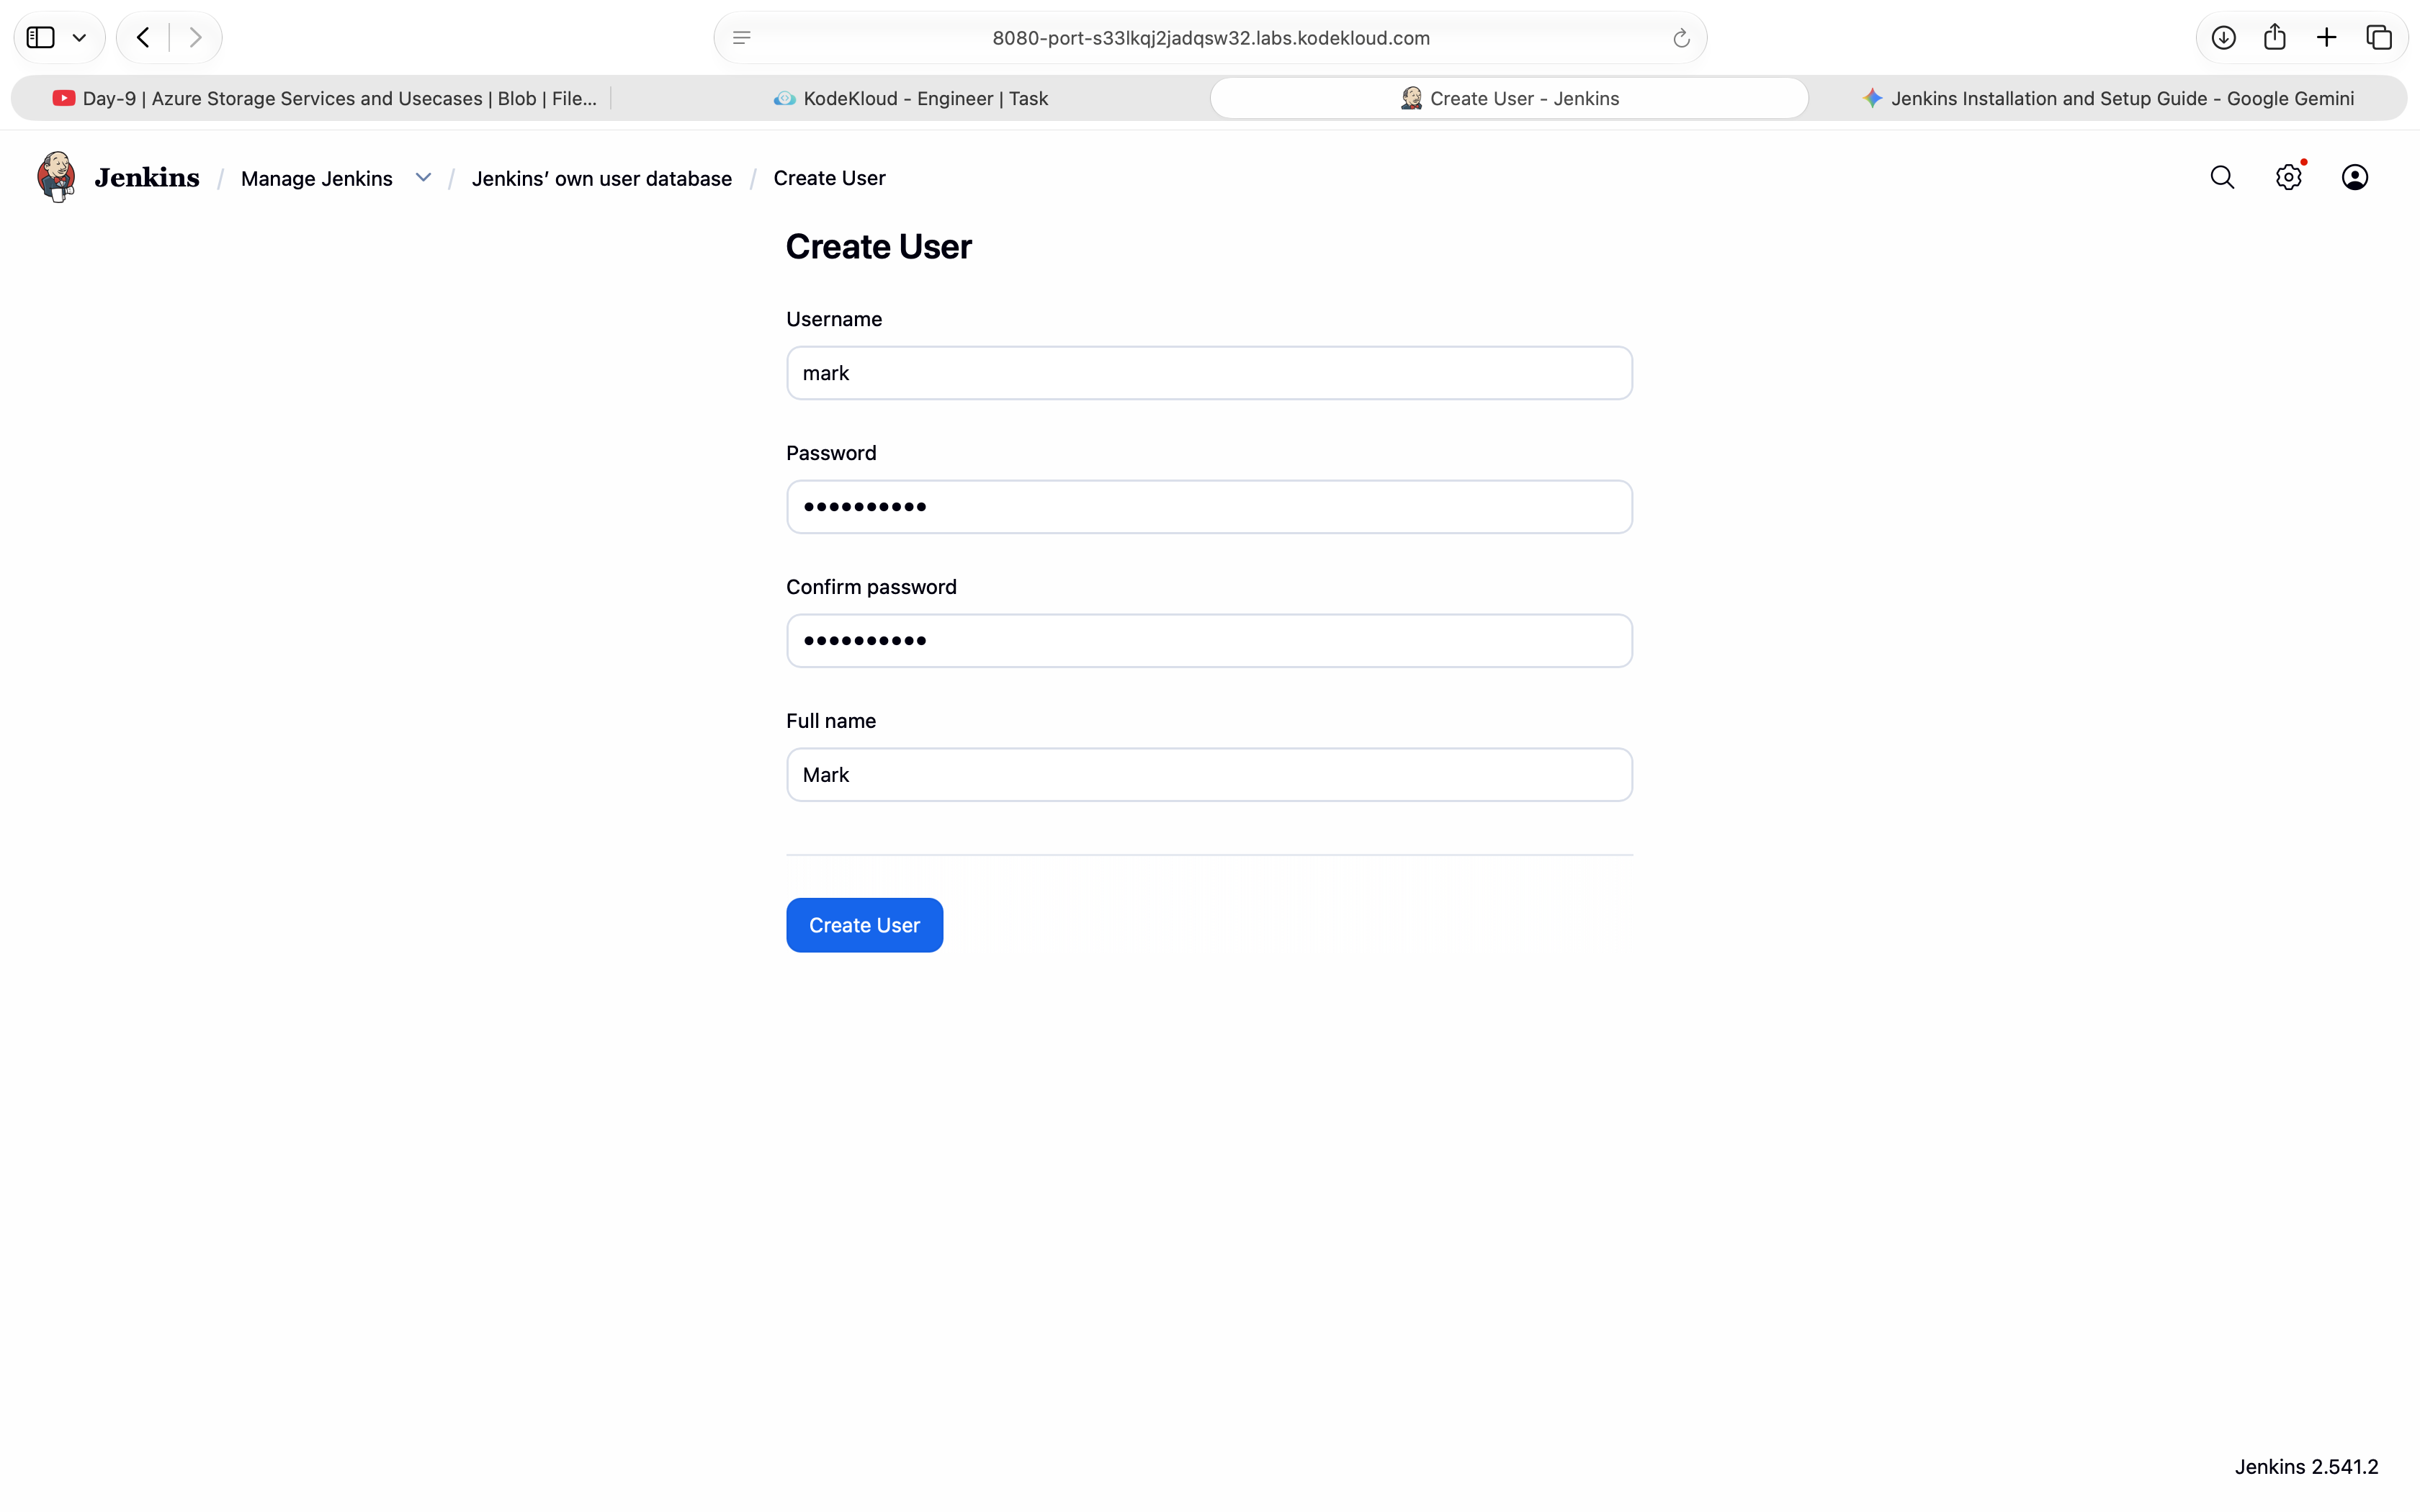 8080-port-s33lkqj2jadqsw32.labs.kodekloud.com
Day-9 | Azure Storage Services and Usecases | Blob | File...
KodeKloud - Engineer | Task
Create User - Jenkins
Jenkins Installation and Setup Guide - Google Gemini
Jenkins / Manage Jenkins / Jenkins’ own user database / Create User
Create User
Username
mark
Password
••••••••••
Confirm password
••••••••••
Full name
Mark
Create User
Jenkins 2.541.2